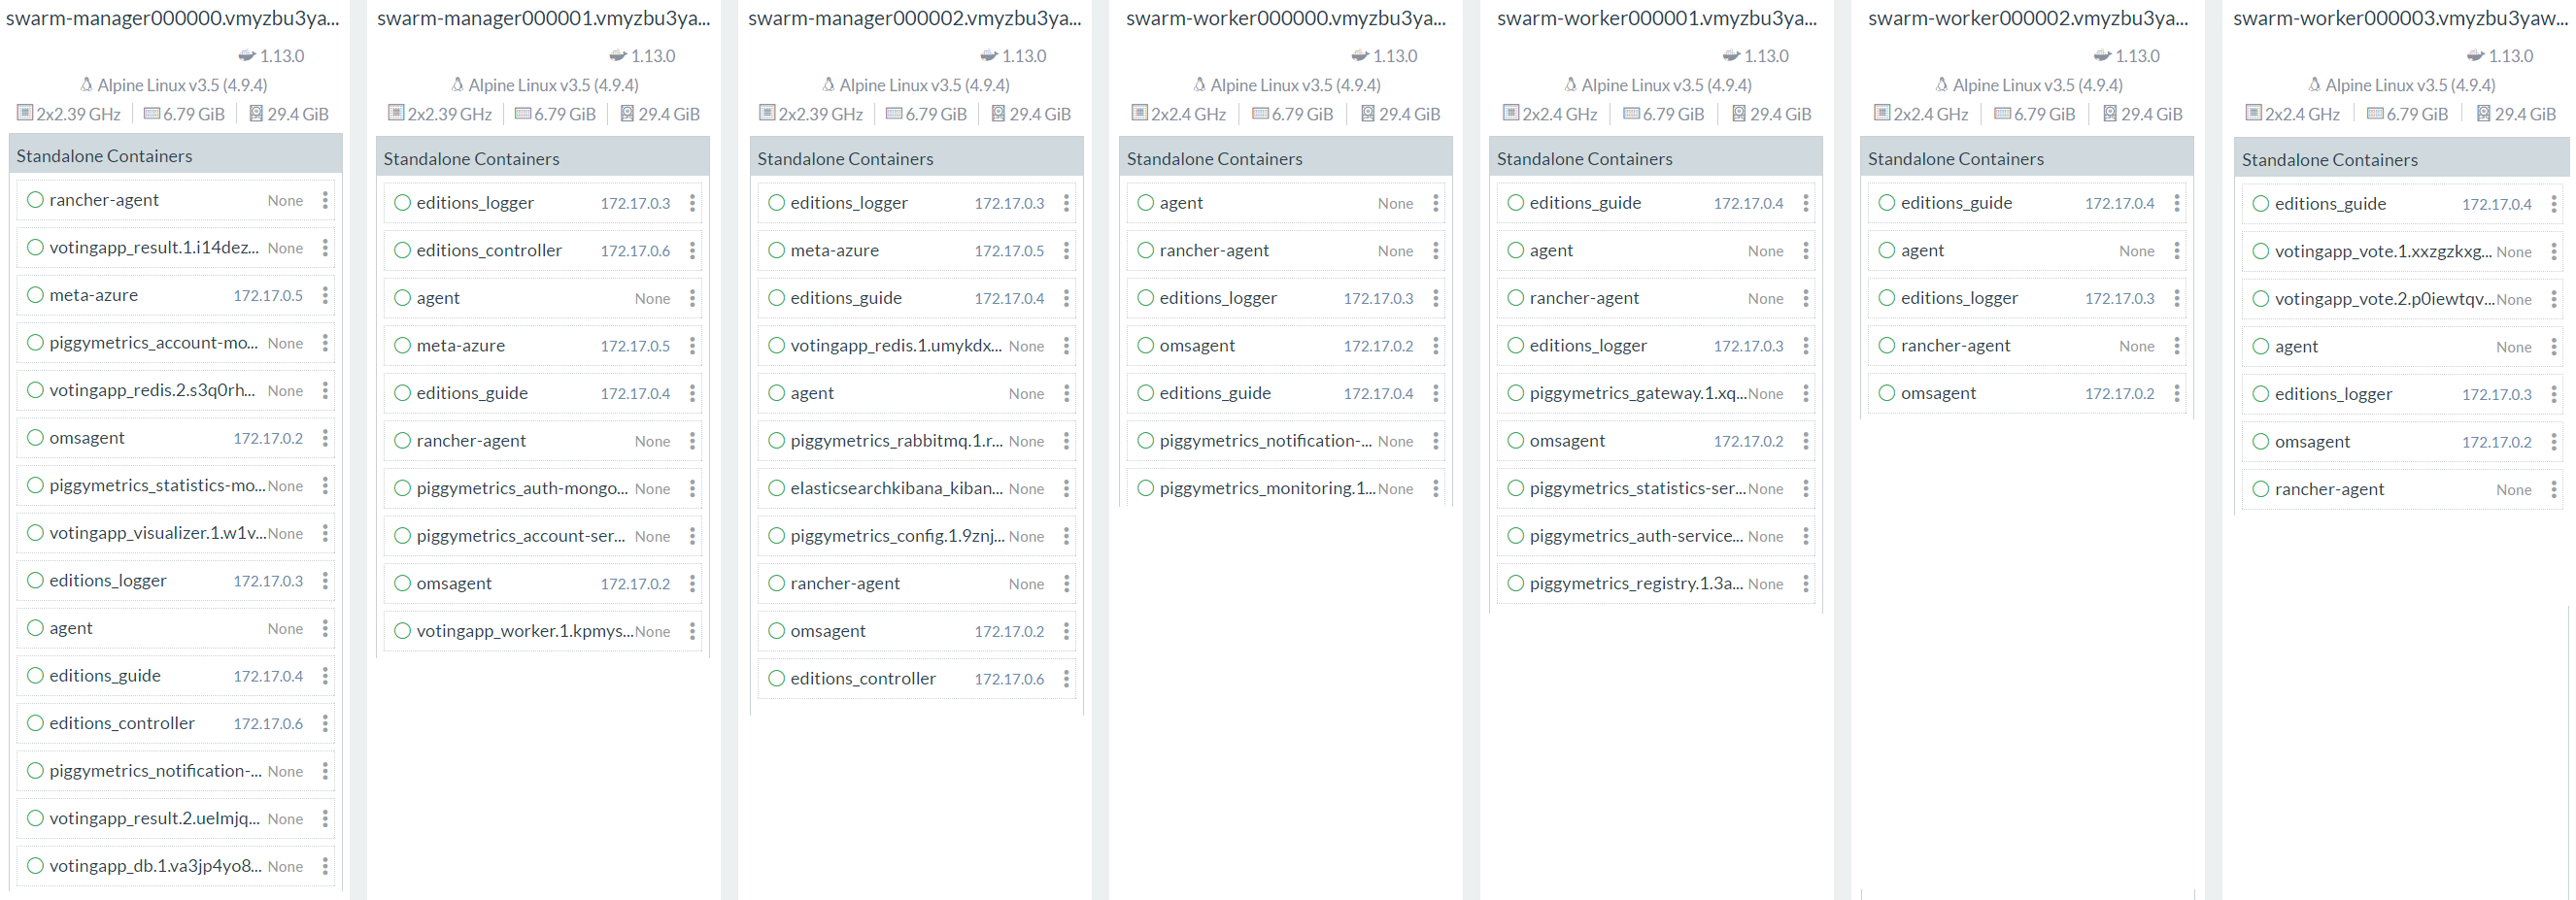 swarm-manager000000.vmyzbu3ya...
1.13.0
Alpine Linux v3.5 (4.9.4)
2x2.39 GHz 6.79 GiB 29.4 GiB
Standalone Containers
rancher-agent None
votingapp_result.1.i14dez... None
meta-azure 172.17.0.5
piggymetrics_account-mo... None
votingapp_redis.2.s3q0rh... None
omsagent 172.17.0.2
piggymetrics_statistics-mo... None
votingapp_visualizer.1.w1v... None
editions_logger 172.17.0.3
agent None
editions_guide 172.17.0.4
editions_controller 172.17.0.6
piggymetrics_notification-... None
votingapp_result.2.uelmjq... None
votingapp_db.1.va3jp4yo8... None
swarm-manager000001.vmyzbu3ya...
1.13.0
Alpine Linux v3.5 (4.9.4)
2x2.39 GHz 6.79 GiB 29.4 GiB
Standalone Containers
editions_logger 172.17.0.3
editions_controller 172.17.0.6
agent None
meta-azure 172.17.0.5
editions_guide 172.17.0.4
rancher-agent None
piggymetrics_auth-mongo... None
piggymetrics_account-ser... None
omsagent 172.17.0.2
votingapp_worker.1.kpmys... None
swarm-manager000002.vmyzbu3ya...
1.13.0
Alpine Linux v3.5 (4.9.4)
2x2.39 GHz 6.79 GiB 29.4 GiB
Standalone Containers
editions_logger 172.17.0.3
meta-azure 172.17.0.5
editions_guide 172.17.0.4
votingapp_redis.1.umykdx... None
agent None
piggymetrics_rabbitmq.1.r... None
elasticsearchkibana_kiban... None
piggymetrics_config.1.9znj... None
rancher-agent None
omsagent 172.17.0.2
editions_controller 172.17.0.6
swarm-worker000000.vmyzbu3ya...
1.13.0
Alpine Linux v3.5 (4.9.4)
2x2.4 GHz 6.79 GiB 29.4 GiB
Standalone Containers
agent None
rancher-agent None
editions_logger 172.17.0.3
omsagent 172.17.0.2
editions_guide 172.17.0.4
piggymetrics_notification-... None
piggymetrics_monitoring.1... None
swarm-worker000001.vmyzbu3ya...
1.13.0
Alpine Linux v3.5 (4.9.4)
2x2.4 GHz 6.79 GiB 29.4 GiB
Standalone Containers
editions_guide 172.17.0.4
agent None
rancher-agent None
editions_logger 172.17.0.3
piggymetrics_gateway.1.xq... None
omsagent 172.17.0.2
piggymetrics_statistics-ser... None
piggymetrics_auth-service... None
piggymetrics_registry.1.3a... None
swarm-worker000002.vmyzbu3ya...
1.13.0
Alpine Linux v3.5 (4.9.4)
2x2.4 GHz 6.79 GiB 29.4 GiB
Standalone Containers
editions_guide 172.17.0.4
agent None
editions_logger 172.17.0.3
rancher-agent None
omsagent 172.17.0.2
swarm-worker000003.vmyzbu3yaw...
1.13.0
Alpine Linux v3.5 (4.9.4)
2x2.4 GHz 6.79 GiB 29.4 GiB
Standalone Containers
editions_guide 172.17.0.4
votingapp_vote.1.xxzgzkxg... None
votingapp_vote.2.p0iewtqv... None
agent None
editions_logger 172.17.0.3
omsagent 172.17.0.2
rancher-agent None